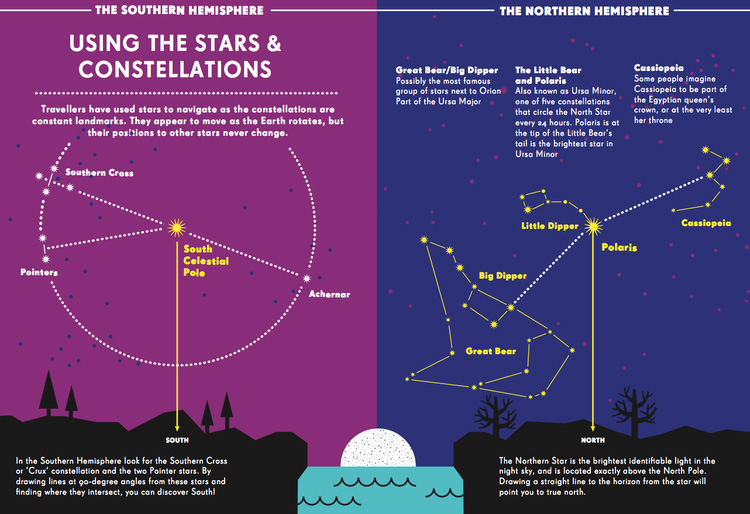 THE SOUTHERN HEMISPHERE
USING THE STARS &
CONSTELLATIONS
Travellers have used stars to navigate as the constellations are
constant landmarks. They appear to move as the Earth rotates, but
their positions to other stars never change.
Southern Cross
South
Celestial
Pole
Pointers
Achernar
SOUTH
In the Southern Hemisphere look for the Southern Cross
or 'Crux' constellation and the two Pointer stars. By
drawing lines at 90-degree angles from these stars and
finding where they intersect, you can discover South!
THE NORTHERN HEMISPHERE
Great Bear/Big Dipper
Possibly the most famous
group of stars next to Orion
Part of the Ursa Major
The Little Bear
and Polaris
Also known as Ursa Minor,
one of five constellations
that circle the North Star
every 24 hours. Polaris is at
the tip of the Little Bear's
tail is the brightest star in
Ursa Minor
Cassiopeia
Some people imagine
Cassiopeia to be part of
the Egyptian queen's
crown, or at the very least
her throne
Little Dipper
Cassiopeia
Polaris
Big Dipper
Great Bear
NORTH
The Northern Star is the brightest identifiable light in the
night sky, and is located exactly above the North Pole.
Drawing a straight line to the horizon from the star will
point you to true north.